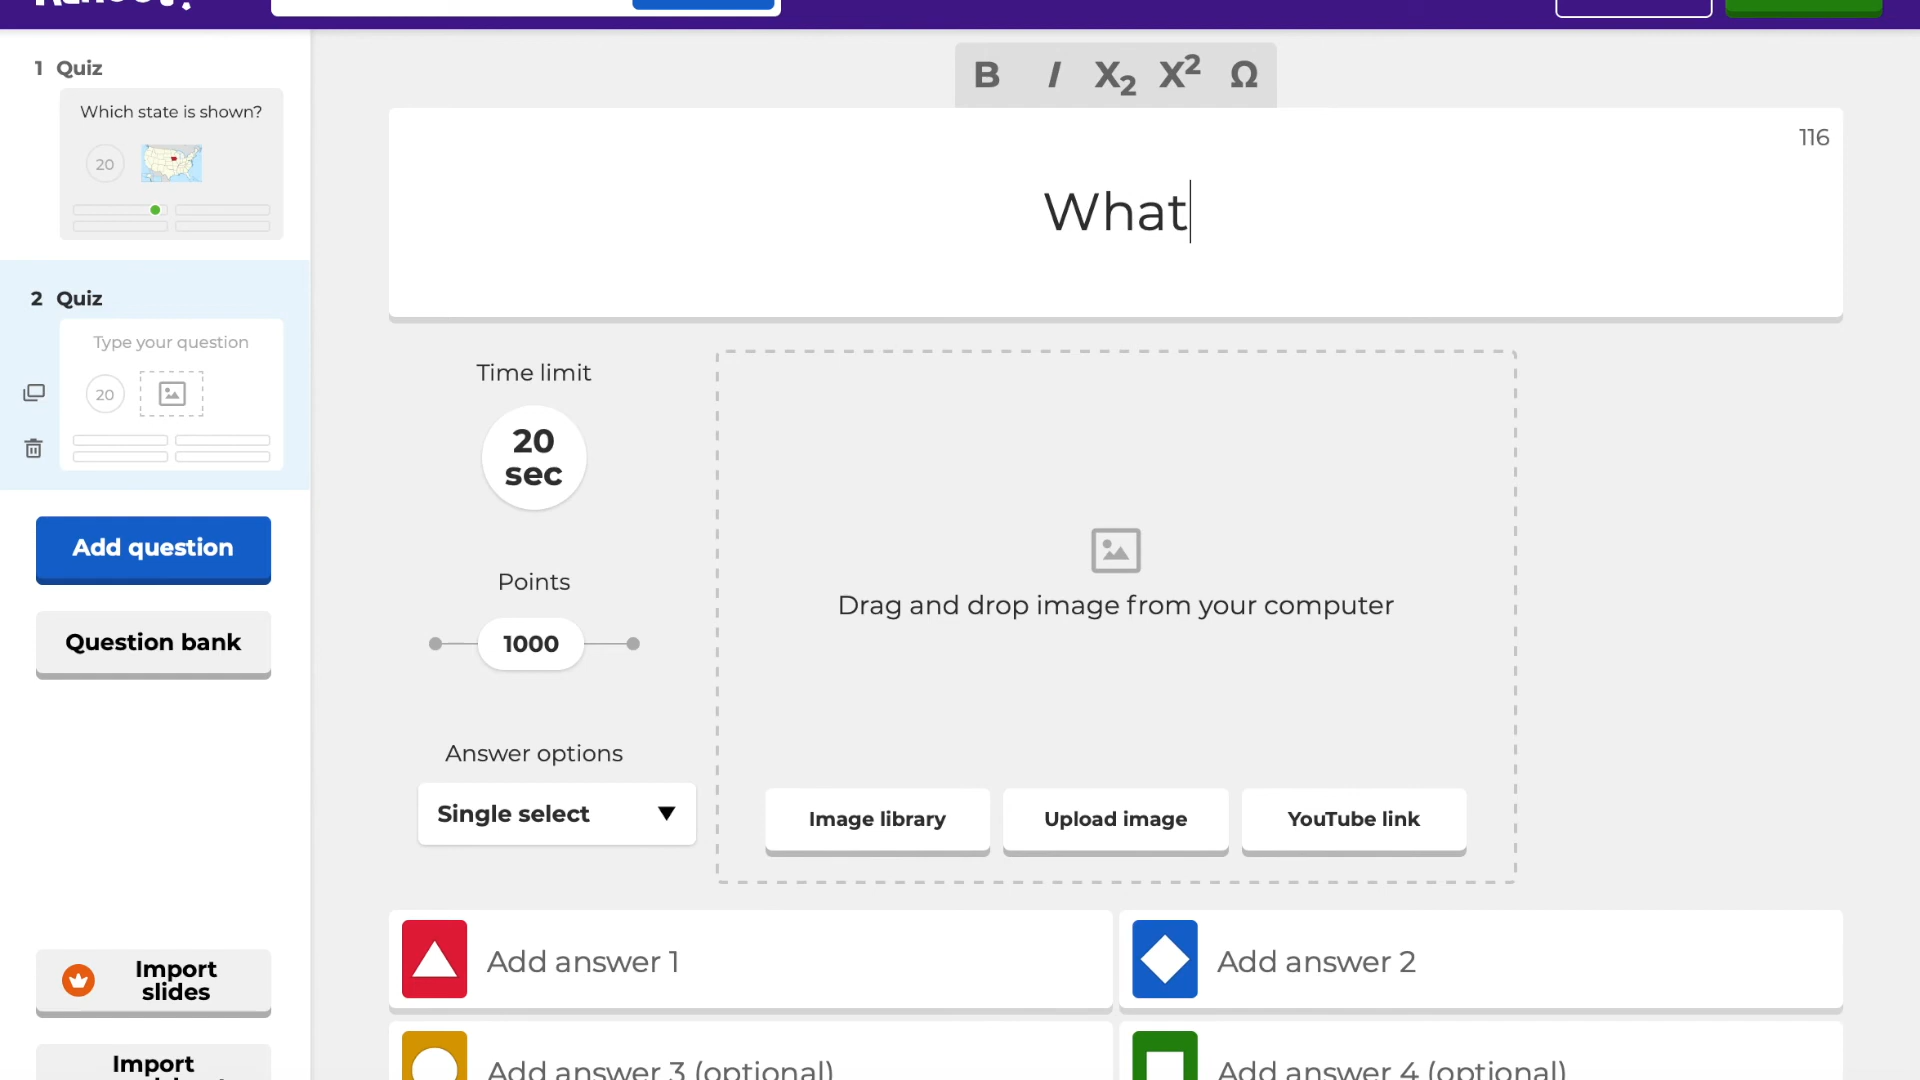 Kahoot!
1 Quiz
Which state is shown?
20
2 Quiz
Type your question
20
Add question
Question bank
Import
slides
Import
B I X2 X2 Ω
116
What
Time limit
20
sec
Points
1000
Answer options
Single select
Drag and drop image from your computer
Image library
Upload image
YouTube link
Add answer 1
Add answer 2
Add answer 3 (optional)
Add answer 4 (optional)